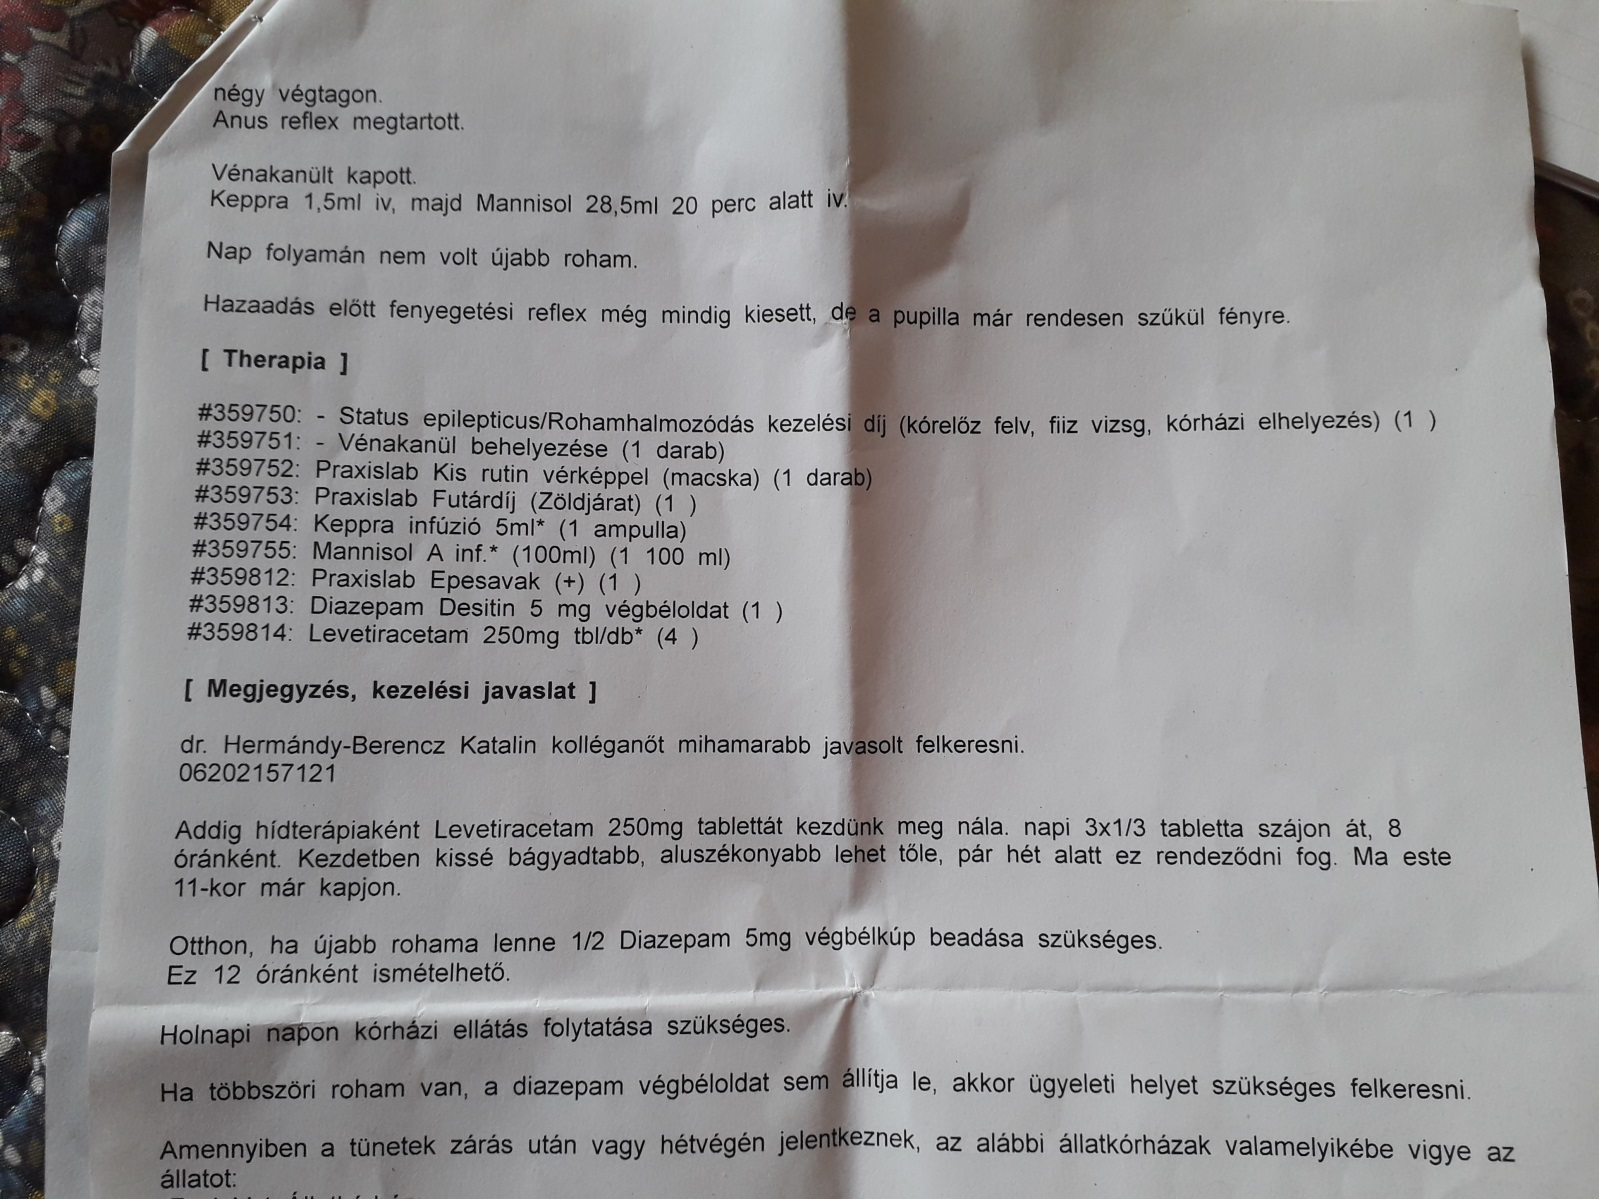 négy végtagon.
Anus reflex megtartott.
Vénakanült kapott.
Keppra 1,5ml iv, majd Mannisol 28,5ml 20 perc alatt iv.
Nap folyamán nem volt újabb roham.
Hazaadás előtt fenyegetési reflex még mindig kiesett, de a pupilla már rendesen szűkül fényre.
[ Therapia ]
#359750: - Status epilepticus/Rohamhalmozódás kezelési díj (kórelőz felv, fiiz vizsg, kórházi elhelyezés) (1 )
#359751: - Vénakanül behelyezése (1 darab)
#359752: Praxislab Kis rutin vérképpel (macska) (1 darab)
#359753: Praxislab Futárdíj (Zöldjárat) (1 )
#359754: Keppra infúzió 5ml* (1 ampulla)
#359755: Mannisol A inf.* (100ml) (1 100 ml)
#359812: Praxislab Epesavak (+) (1 )
#359813: Diazepam Desitin 5 mg végbéloldat (1 )
#359814: Levetiracetam 250mg tbl/db* (4 )
[ Megjegyzés, kezelési javaslat ]
dr. Hermándy-Berencz Katalin kolléganőt mihamarabb javasolt felkeresni.
06202157121
Addig hídterápiaként Levetiracetam 250mg tablettát kezdünk meg nála. napi 3x1/3 tabletta szájon át, 8
óránként. Kezdetben kissé bágyadtabb, aluszékonyabb lehet tőle, pár hét alatt ez rendeződni fog. Ma este
11-kor már kapjon.
Otthon, ha újabb rohama lenne 1/2 Diazepam 5mg végbélkúp beadása szükséges.
Ez 12 óránként ismételhető.
Holnapi napon kórházi ellátás folytatása szükséges.
Ha többszöri roham van, a diazepam végbéloldat sem állítja le, akkor ügyeleti helyet szükséges felkeresni.
Amennyiben a tünetek zárás után vagy hétvégén jelentkeznek, az alábbi állatkórházak valamelyikébe vigye az
állatot: